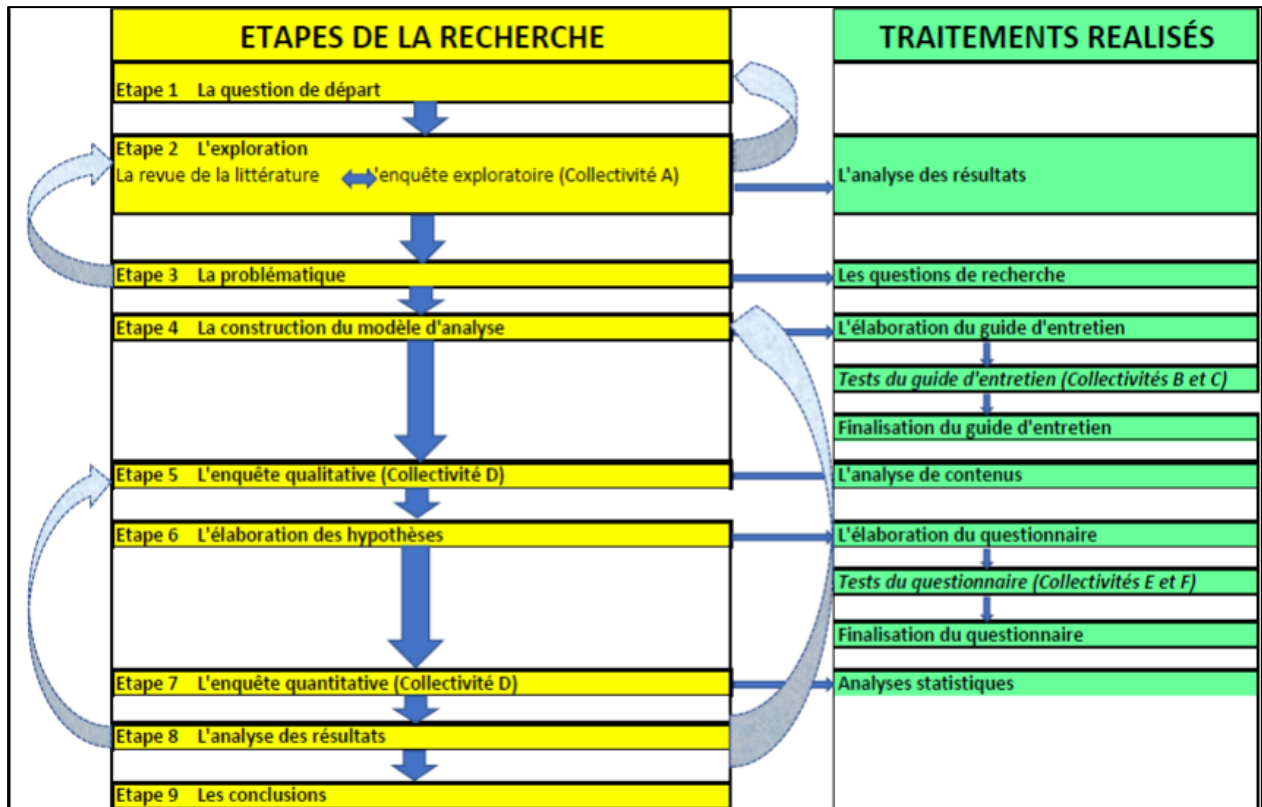 ETAPES DE LA RECHERCHE
TRAITEMENTS REALISÉS
Etape 1 La question de départ
Etape 2 L'exploration
La revue de la littérature L'enquête exploratoire (Collectivité A)
L'analyse des résultats
Etape 3 La problématique
Les questions de recherche
Etape 4 La construction du modèle d'analyse
L'élaboration du guide d'entretien
Tests du guide d'entretien (Collectivités B et C)
Finalisation du guide d'entretien
Etape 5 L'enquête qualitative (Collectivité D)
L'analyse de contenus
Etape 6 L'élaboration des hypothèses
L'élaboration du questionnaire
Tests du questionnaire (Collectivités E et F)
Finalisation du questionnaire
Etape 7 L'enquête quantitative (Collectivité D)
Analyses statistiques
Etape 8 L'analyse des résultats
Etape 9 Les conclusions